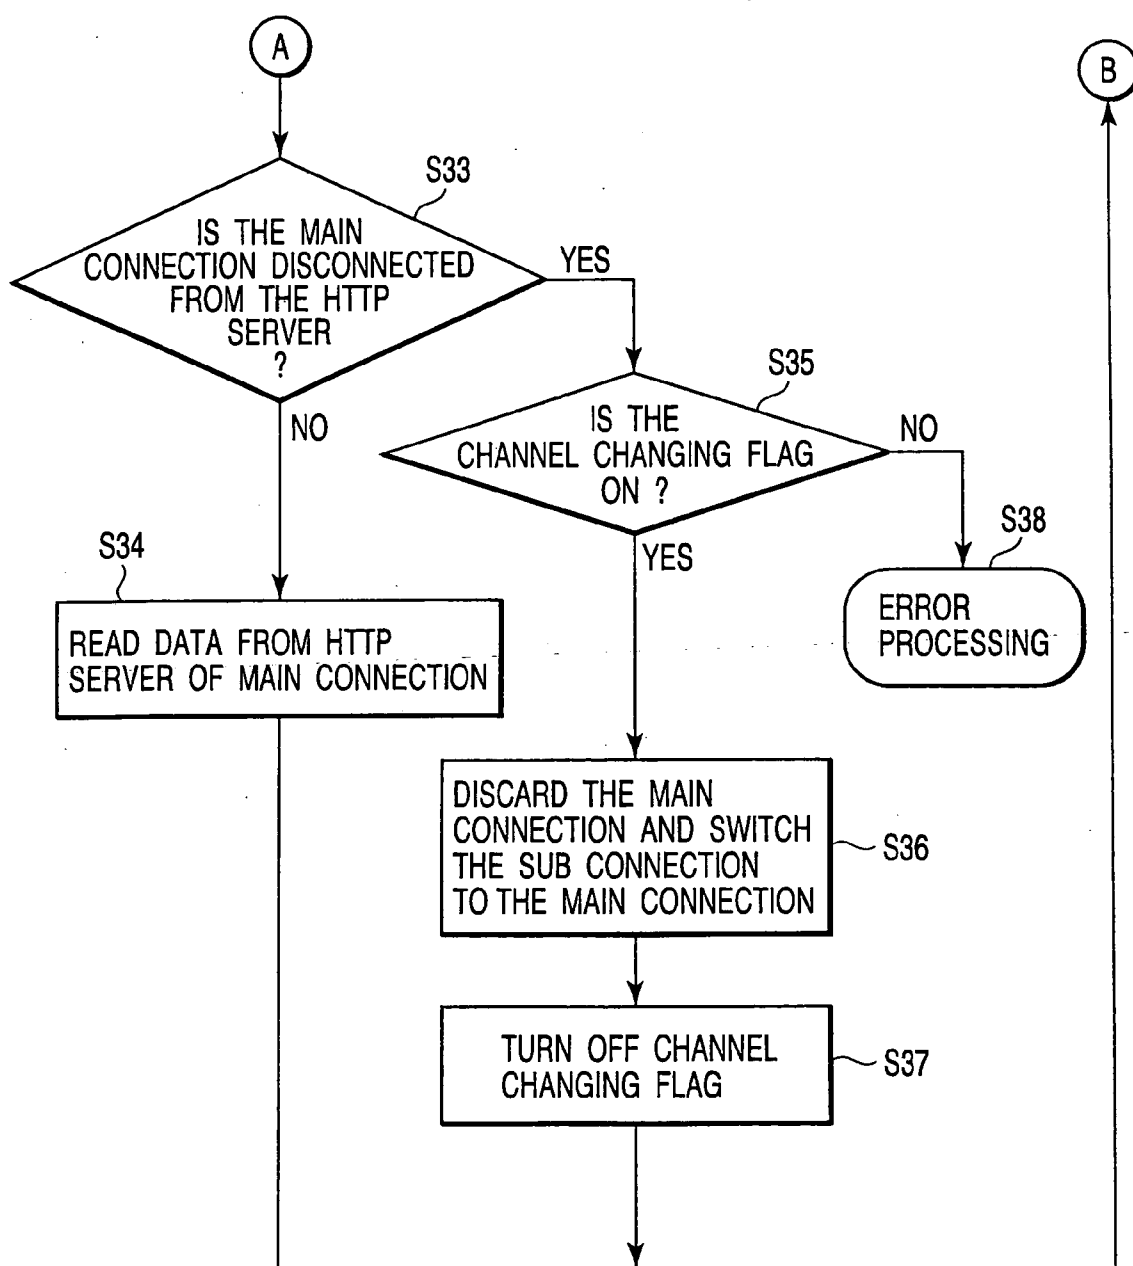 A
B
S33
IS THE MAIN
CONNECTION DISCONNECTED
FROM THE HTTP
SERVER
?
YES
NO
S35
IS THE
CHANNEL CHANGING FLAG
ON ?
NO
YES
S34
READ DATA FROM HTTP
SERVER OF MAIN CONNECTION
S38
ERROR
PROCESSING
DISCARD THE MAIN
CONNECTION AND SWITCH
THE SUB CONNECTION
TO THE MAIN CONNECTION
S36
TURN OFF CHANNEL
CHANGING FLAG
S37